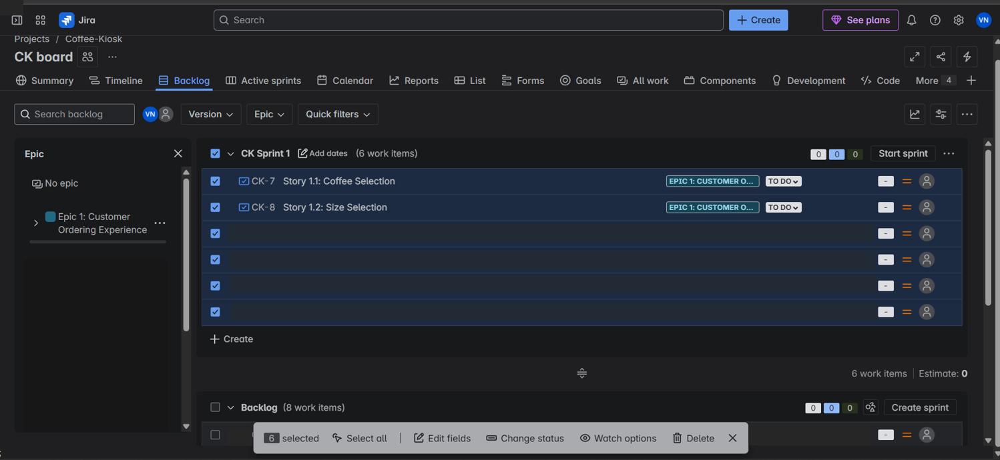 Jira
Search
Create
See plans
VN
Projects / Coffee-Kiosk
CK board
Summary
Timeline
Backlog
Active sprints
Calendar
Reports
List
Forms
Goals
All work
Components
Development
Code
More 4
Search backlog
VN
Version
Epic
Quick filters
Epic
No epic
Epic 1: Customer
Ordering Experience
CK Sprint 1 Add dates (6 work items)
0 0 0 Start sprint
CK-7 Story 1.1: Coffee Selection EPIC 1: CUSTOMER O... TO DO -
CK-8 Story 1.2: Size Selection EPIC 1: CUSTOMER O... TO DO -
-
-
-
-
Create
6 work items Estimate: 0
Backlog (8 work items) 0 0 0 Create sprint
-
6 selected Select all Edit fields Change status Watch options Delete